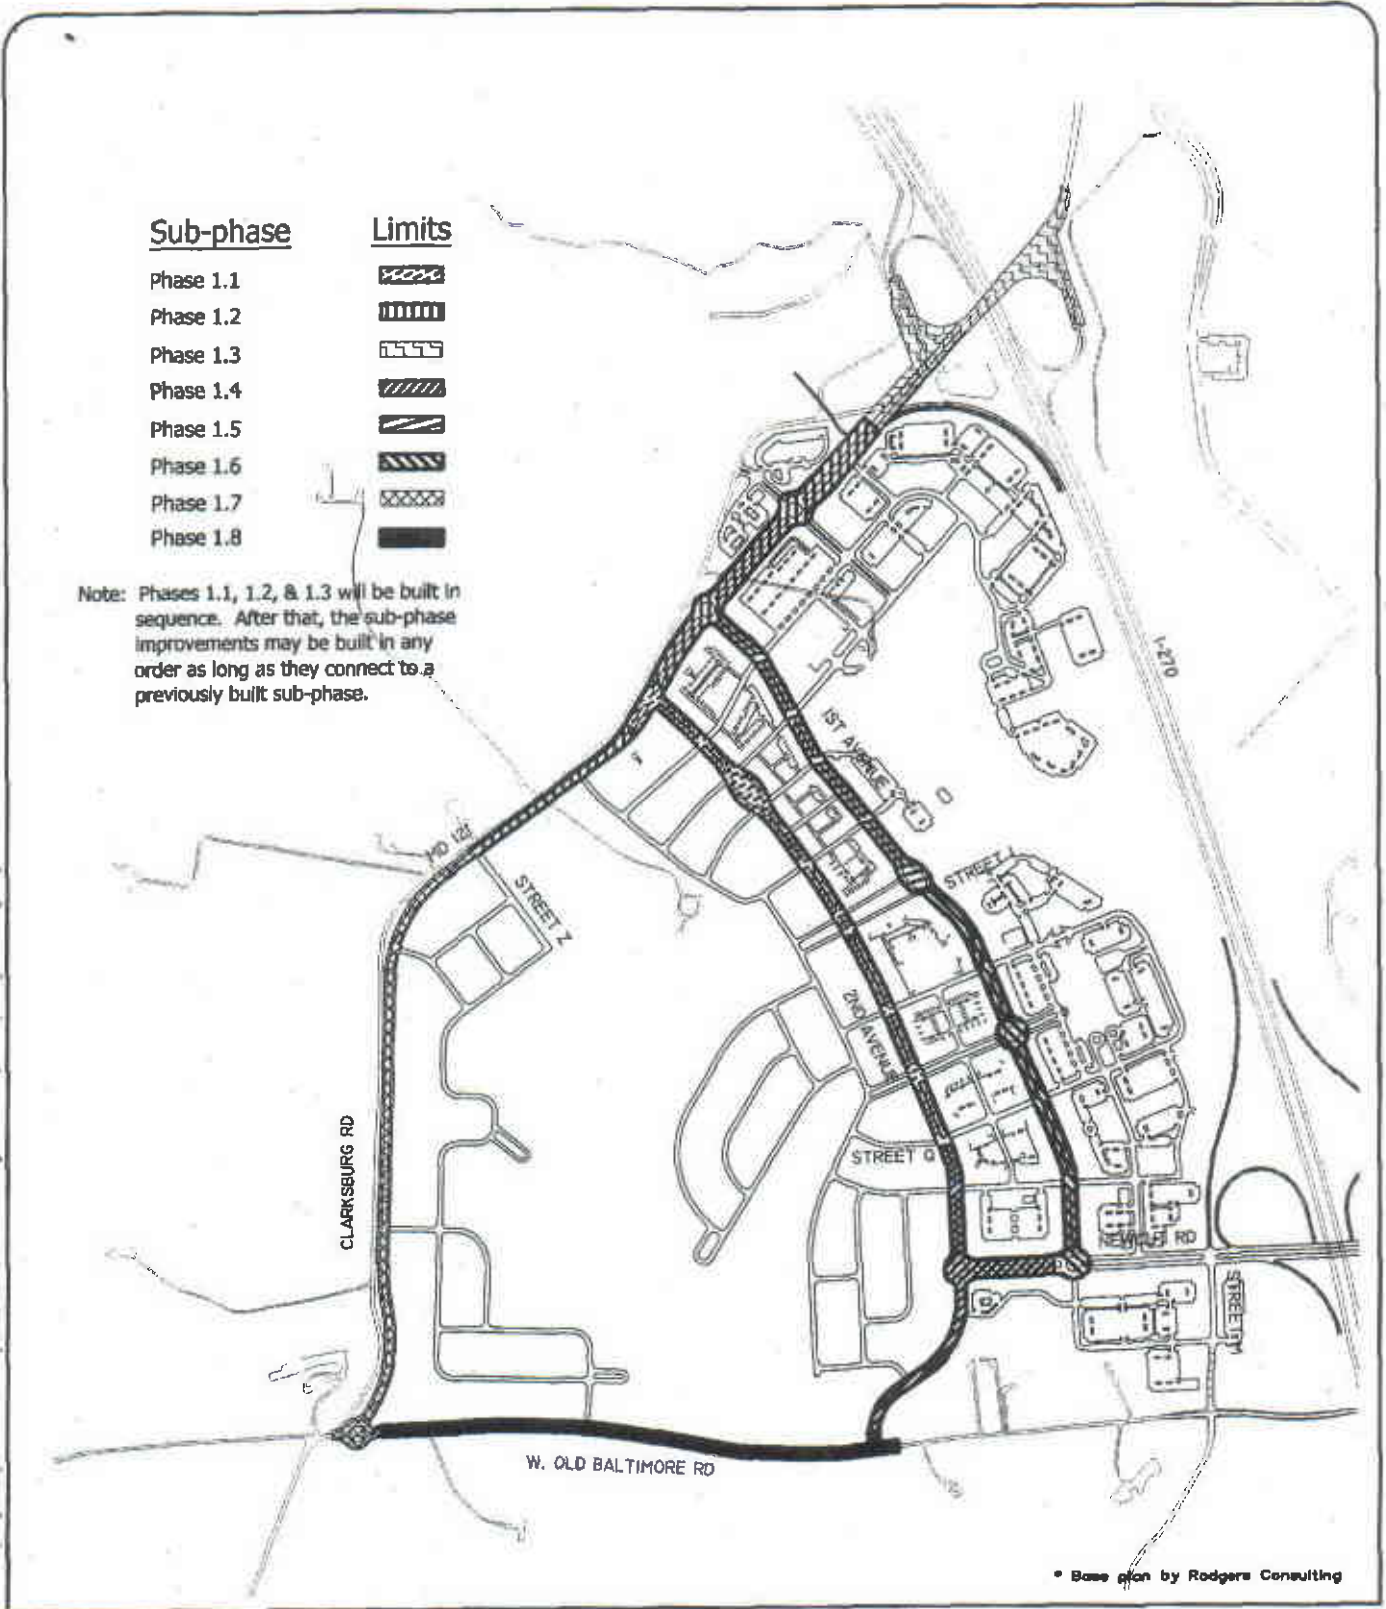 Sub-phase Limits
Phase 1.1
Phase 1.2
Phase 1.3
Phase 1.4
Phase 1.5
Phase 1.6
Phase 1.7
Phase 1.8
Note: Phases 1.1, 1.2, & 1.3 will be built in
sequence. After that, the sub-phase
improvements may be built in any
order as long as they connect to a
previously built sub-phase.
I-270
1ST AVENUE
MD 121
STREET Z
STREET
2ND AVENUE
CLARKSBURG RD
STREET Q
RD
STREET
W. OLD BALTIMORE RD
* Base plan by Rodgers Consulting